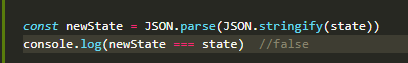 const newState = JSON.parse(JSON.stringify(state))
console.log(newState === state)  //false